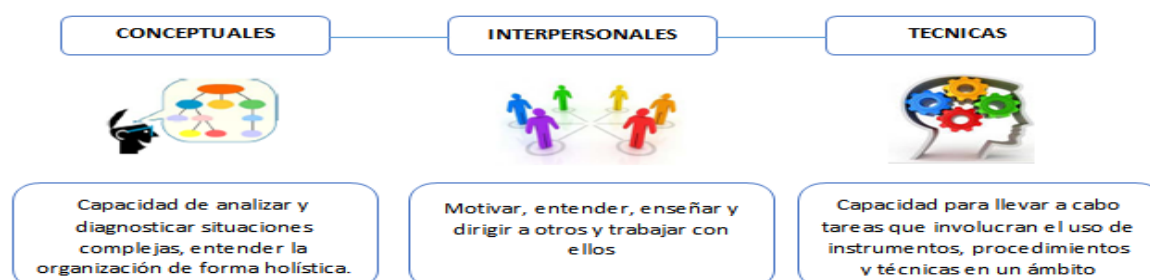 CONCEPTUALES
INTERPERSONALES
TECNICAS
Capacidad de analizar y
diagnosticar situaciones
complejas, entender la
organización de forma holística.
Motivar, entender, enseñar y
dirigir a otros y trabajar con
ellos
Capacidad para llevar a cabo
tareas que involucran el uso de
instrumentos, procedimientos
y técnicas en un ámbito